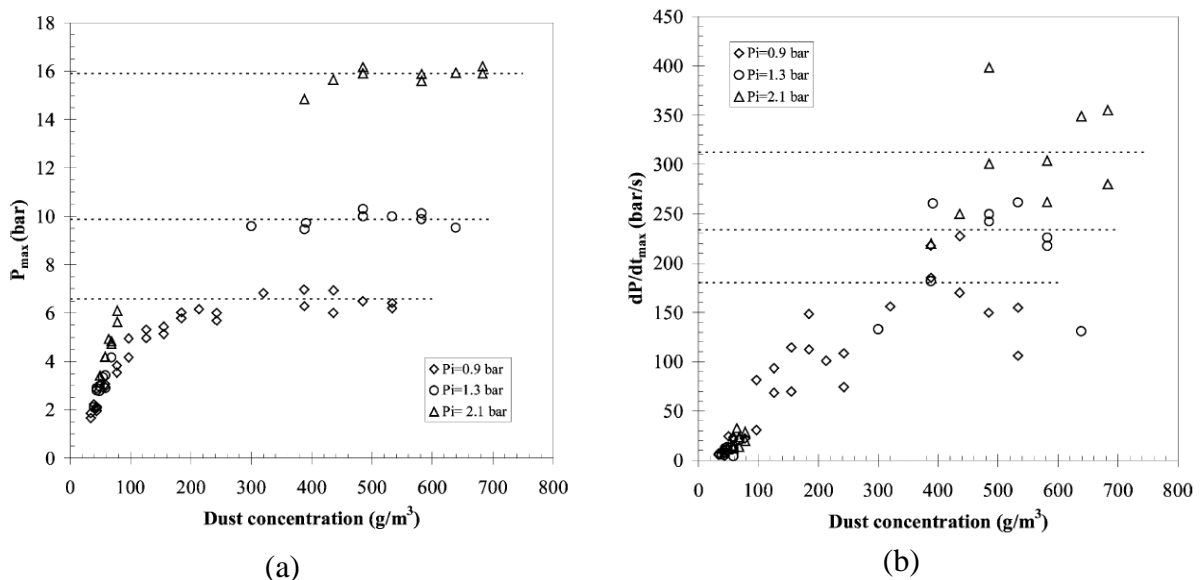 18
16
14
12
10
8
6
4
2
0
P_max (bar)
0 100 200 300 400 500 600 700 800
Dust concentration (g/m³)
Pi=0.9 bar
Pi=1.3 bar
Pi= 2.1 bar
(a)
450
400
350
300
250
200
150
100
50
0
dP/dt_max (bar/s)
0 100 200 300 400 500 600 700 800
Dust concentration (g/m³)
Pi=0.9 bar
Pi=1.3 bar
Pi=2.1 bar
(b)